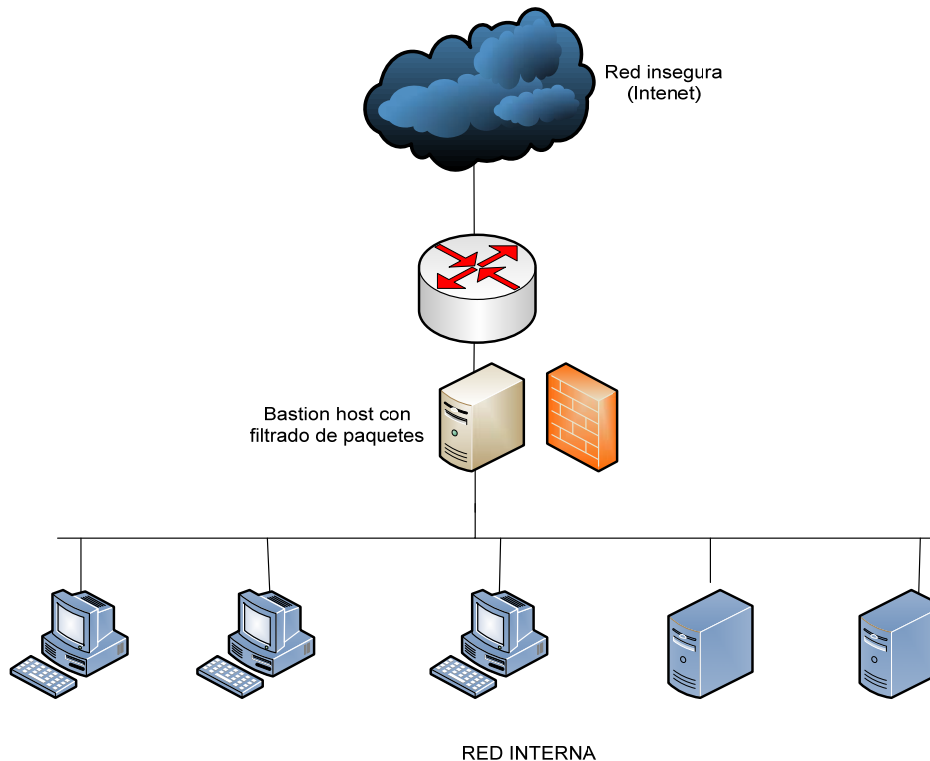 Red insegura
(Intenet)
Bastion host con
filtrado de paquetes
RED INTERNA